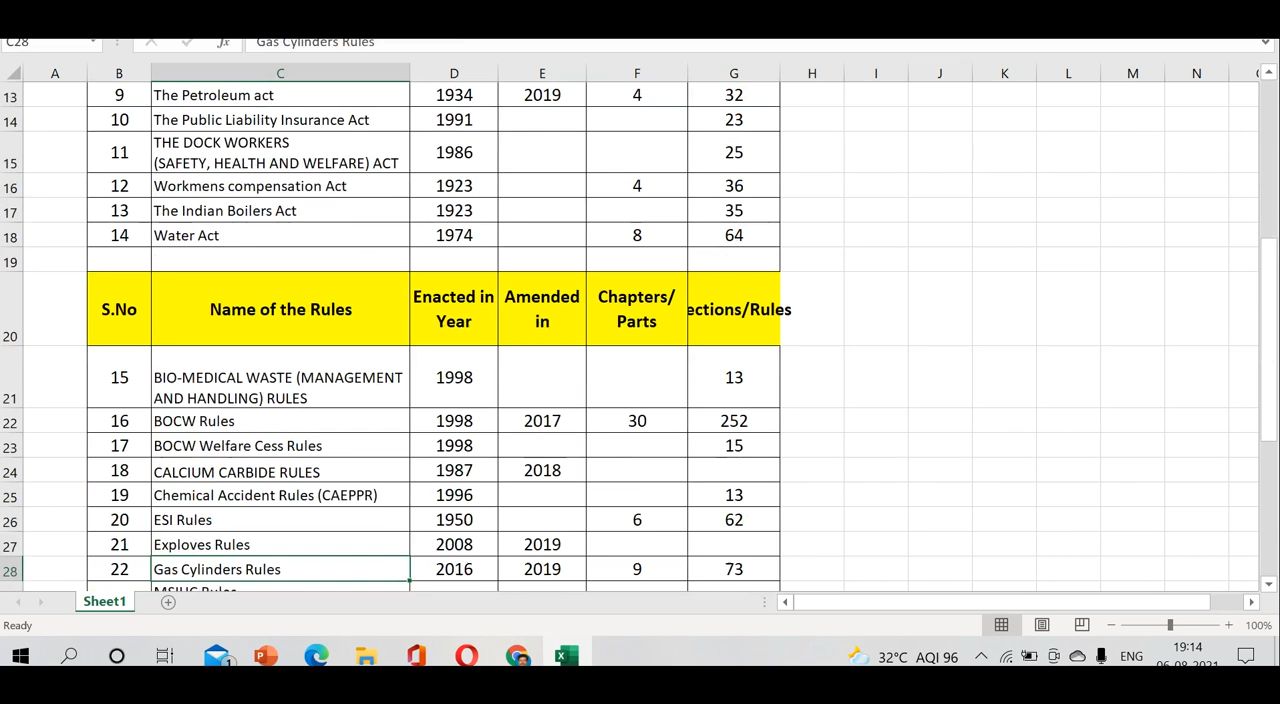 C28 fx Gas Cylinders Rules
A B C D E F G H I J K L M N
13 9 The Petroleum act 1934 2019 4 32
14 10 The Public Liability Insurance Act 1991 23
THE DOCK WORKERS
15 11 (SAFETY, HEALTH AND WELFARE) ACT 1986 25
16 12 Workmens compensation Act 1923 4 36
17 13 The Indian Boilers Act 1923 35
18 14 Water Act 1974 8 64
19
Enacted in Amended Chapters/
20 S.No Name of the Rules Year in Parts ections/Rules
15 BIO-MEDICAL WASTE (MANAGEMENT 1998 13
21 AND HANDLING) RULES
22 16 BOCW Rules 1998 2017 30 252
23 17 BOCW Welfare Cess Rules 1998 15
24 18 CALCIUM CARBIDE RULES 1987 2018
25 19 Chemical Accident Rules (CAEPPR) 1996 13
26 20 ESI Rules 1950 6 62
27 21 Exploves Rules 2008 2019
28 22 Gas Cylinders Rules 2016 2019 9 73
Sheet1
Ready 100%
32°C AQI 96 ENG 19:14
06-08-2021